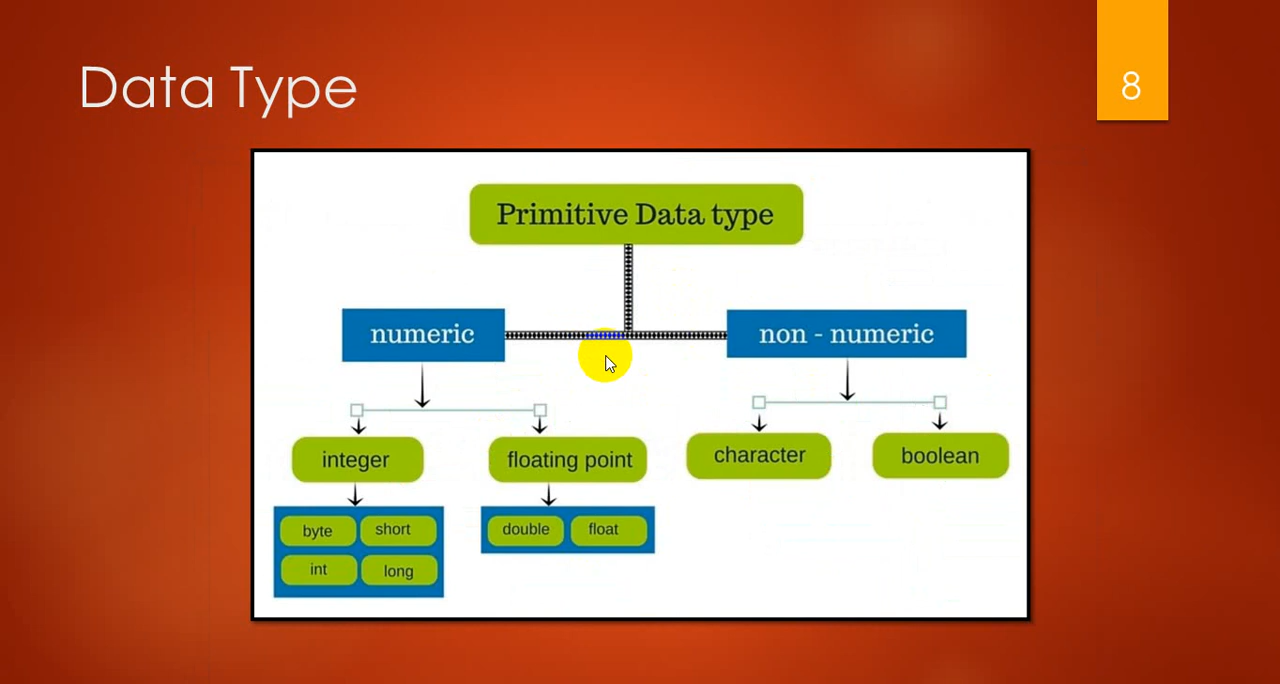 Data Type
8
Primitive Data type
numeric
non - numeric
integer
floating point
character
boolean
byte
short
double
float
int
long